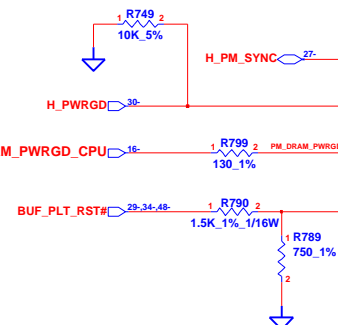 R749
1 2
10K_5%
H_PM_SYNC 27-
H_PWRGD 30-
M_PWRGD_CPU 16-
1 R799 2
130_1%
PM_DRAM_PWRG
BUF_PLT_RST# 29-,34-,48-
1 R790 2
1.5K_1%_1/16W
1 R789
750_1%
2